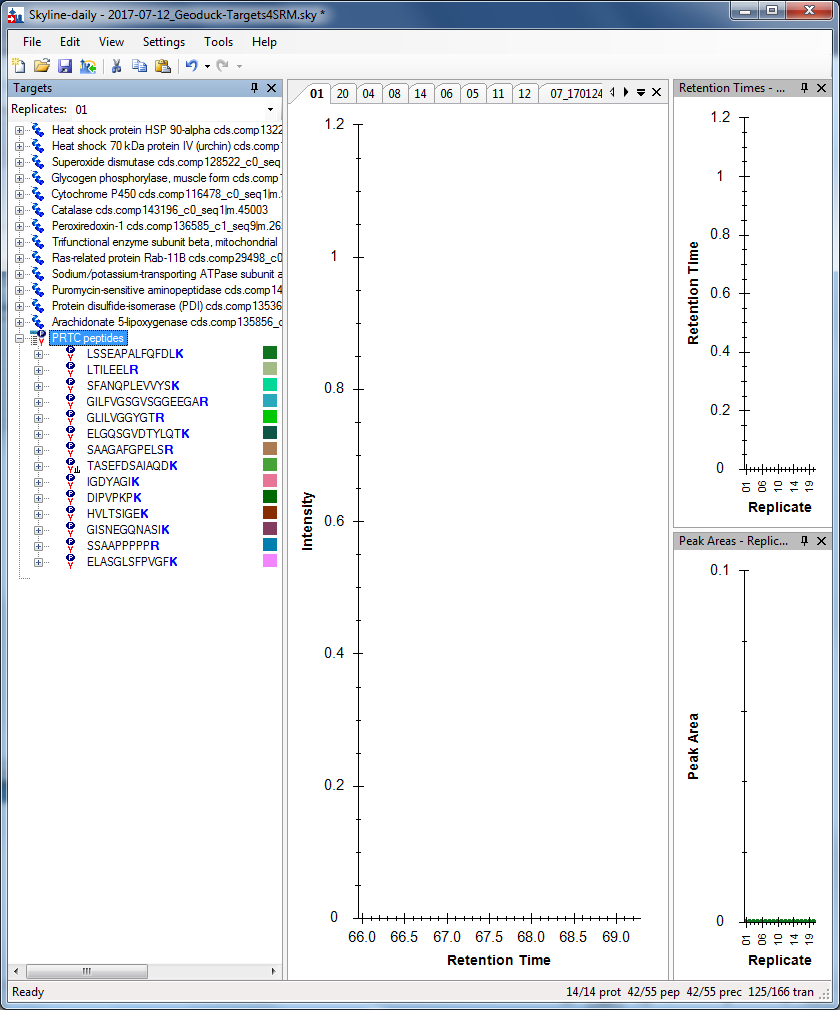 Skyline-daily - 2017-07-12_Geoduck-Targets4SRM.sky *
File Edit View Settings Tools Help
Targets
Replicates: 01
Heat shock protein HSP 90-alpha cds.comp1322
Heat shock 70 kDa protein IV (urchin) cds.comp1
Superoxide dismutase cds.comp128522_c0_seq
Glycogen phosphorylase, muscle form cds.comp1
Cytochrome P450 cds.comp116478_c0_seq1|m.
Catalase cds.comp143196_c0_seq1|m.45003
Peroxiredoxin-1 cds.comp136585_c1_seq9|m.26
Trifunctional enzyme subunit beta, mitochondrial
Ras-related protein Rab-11B cds.comp29498_c0
Sodium/potassium-transporting ATPase subunit a
Puromycin-sensitive aminopeptidase cds.comp14
Protein disulfide-isomerase (PDI) cds.comp13536
Arachidonate 5-lipoxygenase cds.comp135856_c
PRTC peptides
LSSEAPALFQFDLK
LTILEELR
SFANQPLEVVYSK
GILFVGSGVSGGEEGAR
GLILVGGYGTR
ELGQSGVDTYLQTK
SAAGAFGPELSR
TASEFDSAIAQDK
IGDYAGIK
DIPVPKPK
HVLTSIGEK
GISNEGQNASIK
SSAAPPPPPR
ELASGLSFPVGFK
01 20 04 08 14 06 05 11 12 07_170124
1.2
1
0.8
0.6
0.4
0.2
0
Intensity
66.0 66.5 67.0 67.5 68.0 68.5 69.0
Retention Time
Retention Times - ...
1.2
1
0.8
0.6
0.4
0.2
0
Retention Time
01 06 10 14 19
Replicate
Peak Areas - Replic...
0.1
0
Peak Area
01 06 10 14 19
Replicate
Ready
14/14 prot 42/55 pep 42/55 prec 125/166 tran